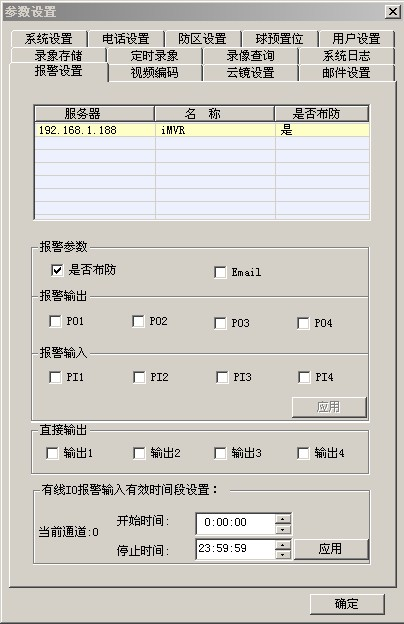 参数设置
系统设置 电话设置 防区设置 球预置位 用户设置
录象存储 定时录象 录像查询 系统日志
报警设置 视频编码 云镜设置 邮件设置
服务器 名 称 是否布防
192.168.1.188 iMVR 是
报警参数
是否布防 Email
报警输出
PO1 PO2 PO3 PO4
报警输入
PI1 PI2 PI3 PI4
应用
直接输出
输出1 输出2 输出3 输出4
有线IO报警输入有效时间段设置：
当前通道:0
开始时间: 0:00:00
停止时间: 23:59:59 应用
确定